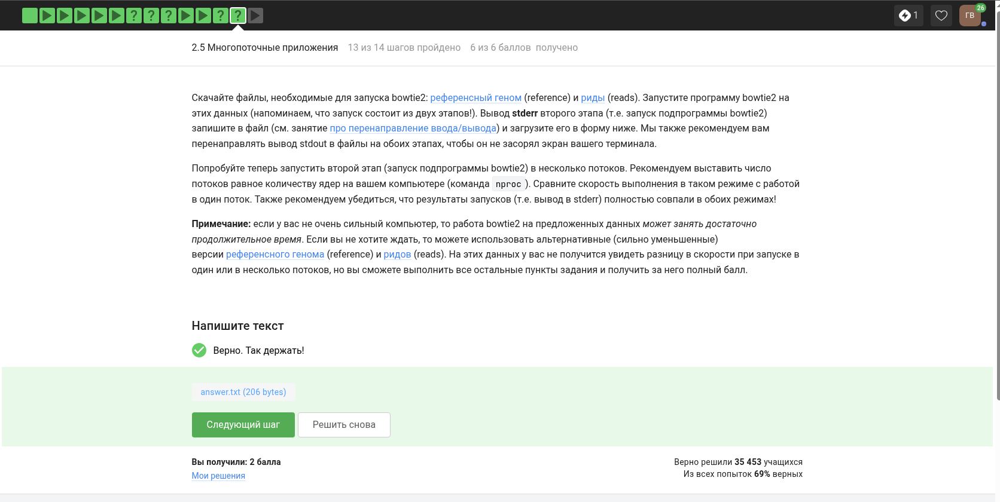 ? ? ? ? ?
1
ГВ
26
2.5 Многопоточные приложения 13 из 14 шагов пройдено 6 из 6 баллов получено
Скачайте файлы, необходимые для запуска bowtie2: референсный геном (reference) и риды (reads). Запустите программу bowtie2 на
этих данных (напоминаем, что запуск состоит из двух этапов!). Вывод stderr второго этапа (т.е. запуск подпрограммы bowtie2)
запишите в файл (см. занятие про перенаправление ввода/вывода) и загрузите его в форму ниже. Мы также рекомендуем вам
перенаправлять вывод stdout в файлы на обоих этапах, чтобы он не засорял экран вашего терминала.
Попробуйте теперь запустить второй этап (запуск подпрограммы bowtie2) в несколько потоков. Рекомендуем выставить число
потоков равное количеству ядер на вашем компьютере (команда nproc ). Сравните скорость выполнения в таком режиме с работой
в один поток. Также рекомендуем убедиться, что результаты запусков (т.е. вывод в stderr) полностью совпали в обоих режимах!
Примечание: если у вас не очень сильный компьютер, то работа bowtie2 на предложенных данных может занять достаточно
продолжительное время. Если вы не хотите ждать, то можете использовать альтернативные (сильно уменьшенные)
версии референсного генома (reference) и ридов (reads). На этих данных у вас не получится увидеть разницу в скорости при запуске в
один или в несколько потоков, но вы сможете выполнить все остальные пункты задания и получить за него полный балл.
Напишите текст
Верно. Так держать!
answer.txt (206 bytes)
Следующий шаг Решить снова
Вы получили: 2 балла
Мои решения
Верно решили 35 453 учащихся
Из всех попыток 69% верных